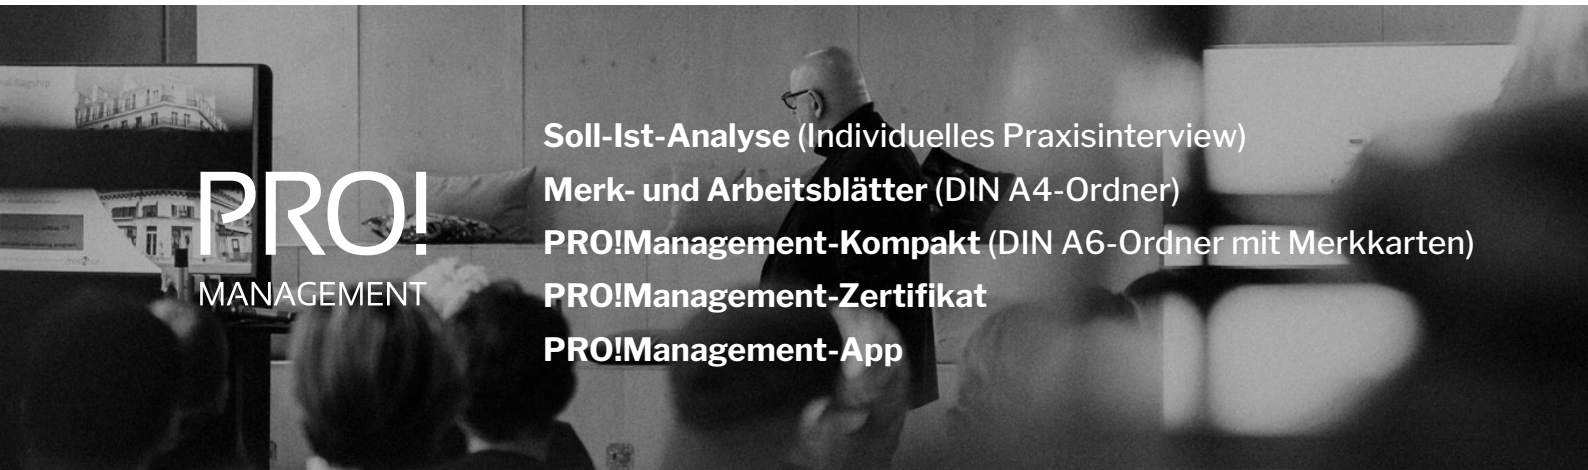 PRO!
MANAGEMENT
Soll-Ist-Analyse (Individuelles Praxisinterview)
Merk- und Arbeitsblätter (DIN A4-Ordner)
PRO!Management-Kompakt (DIN A6-Ordner mit Merkkarten)
PRO!Management-Zertifikat
PRO!Management-App